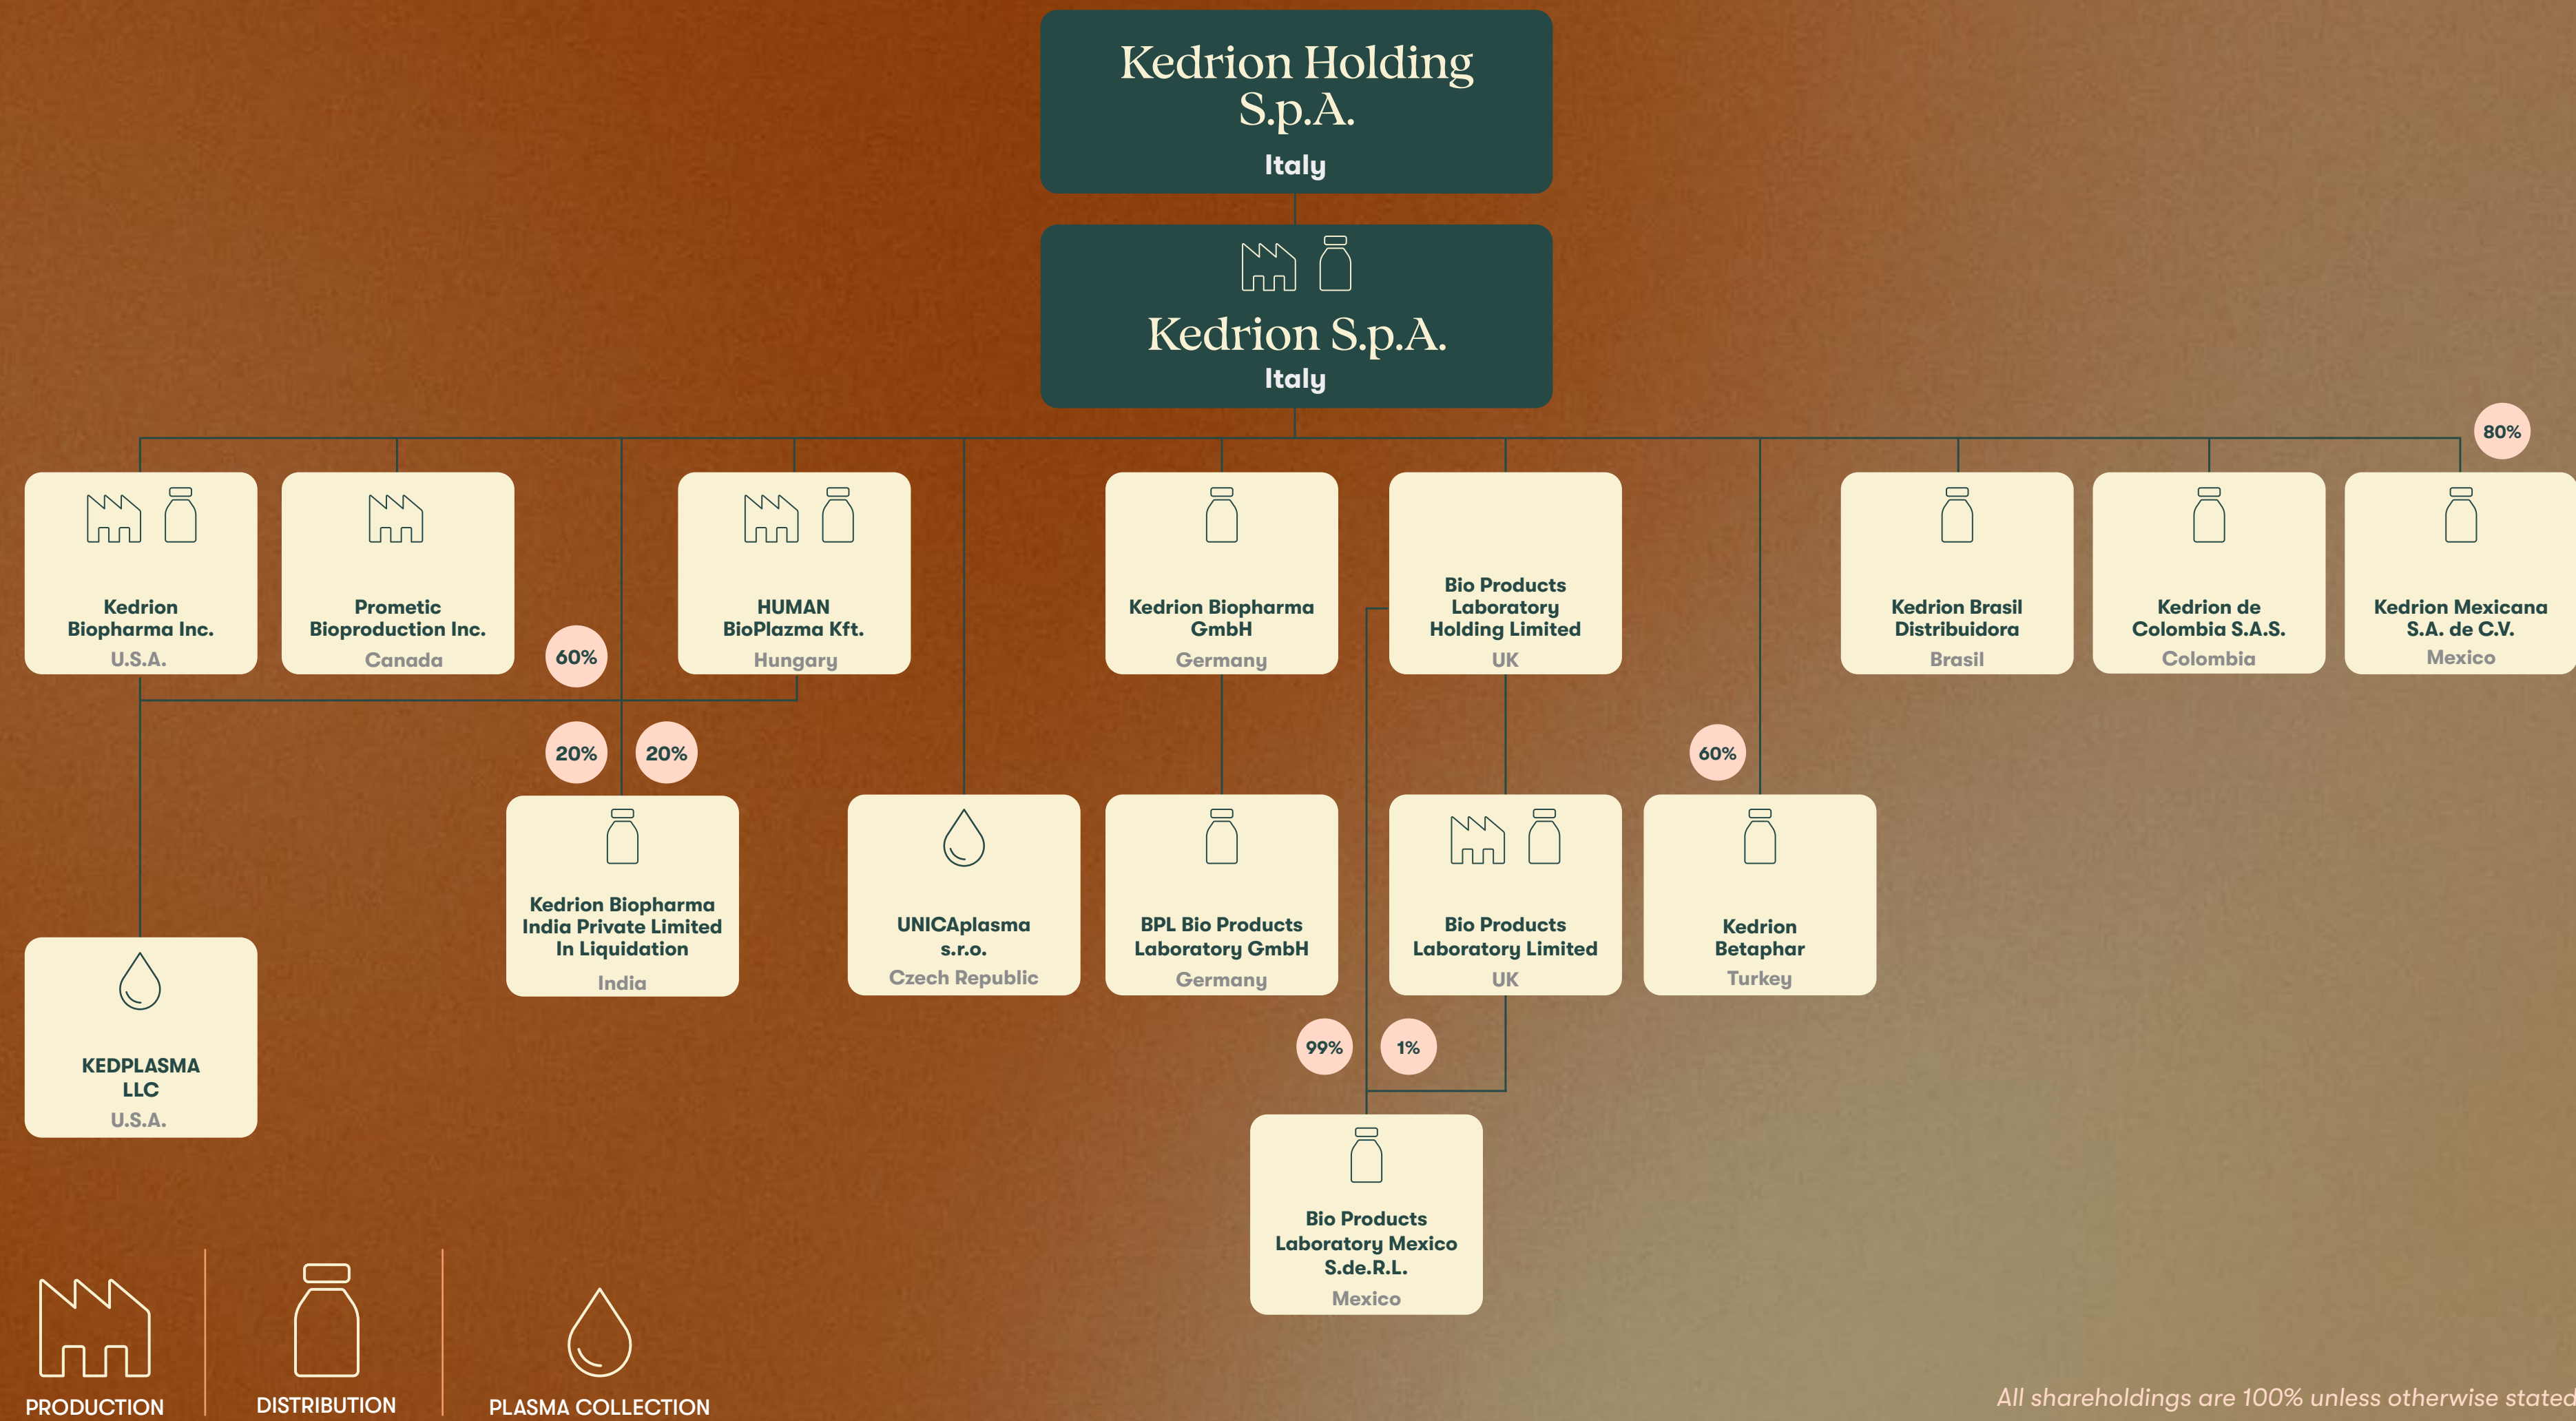 Kedrion Holding
S.p.A.
Italy
Kedrion S.p.A.
Italy
80%
Kedrion
Biopharma Inc.
U.S.A.
Prometic
Bioproduction Inc.
Canada
HUMAN
BioPlazma Kft.
Hungary
Kedrion Biopharma
GmbH
Germany
Bio Products
Laboratory
Holding Limited
UK
Kedrion Brasil
Distribuidora
Brasil
Kedrion de
Colombia S.A.S.
Colombia
Kedrion Mexicana
S.A. de C.V.
Mexico
60%
20%
20%
60%
Kedrion Biopharma
India Private Limited
In Liquidation
India
UNICAplasma
s.r.o.
Czech Republic
BPL Bio Products
Laboratory GmbH
Germany
Bio Products
Laboratory Limited
UK
Kedrion
Betaphar
Turkey
KEDPLASMA
LLC
U.S.A.
99%
1%
Bio Products
Laboratory Mexico
S.de.R.L.
Mexico
PRODUCTION
DISTRIBUTION
PLASMA COLLECTION
All shareholdings are 100% unless otherwise stated